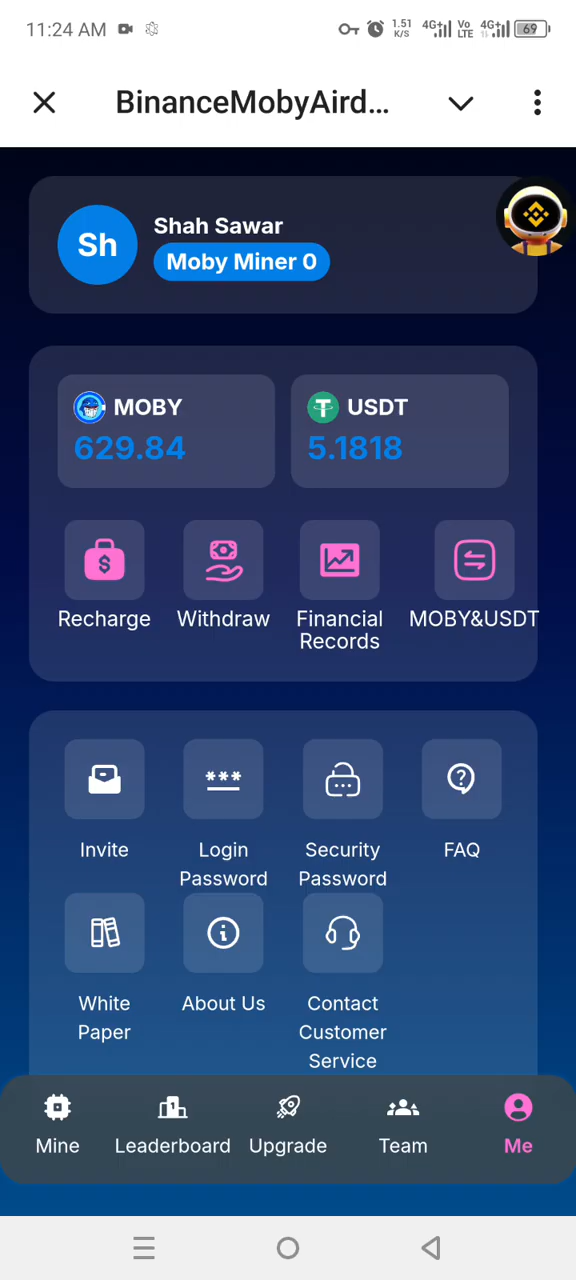 11:24 AM
1.51 K/S 4G+ Vo LTE 4G+ 69
BinanceMobyAird...
Sh
Shah Sawar
Moby Miner 0
MOBY
629.84
USDT
5.1818
Recharge
Withdraw
Financial
Records
MOBY&USDT
Invite
Login
Password
Security
Password
FAQ
White
Paper
About Us
Contact
Customer
Service
Mine
Leaderboard
Upgrade
Team
Me